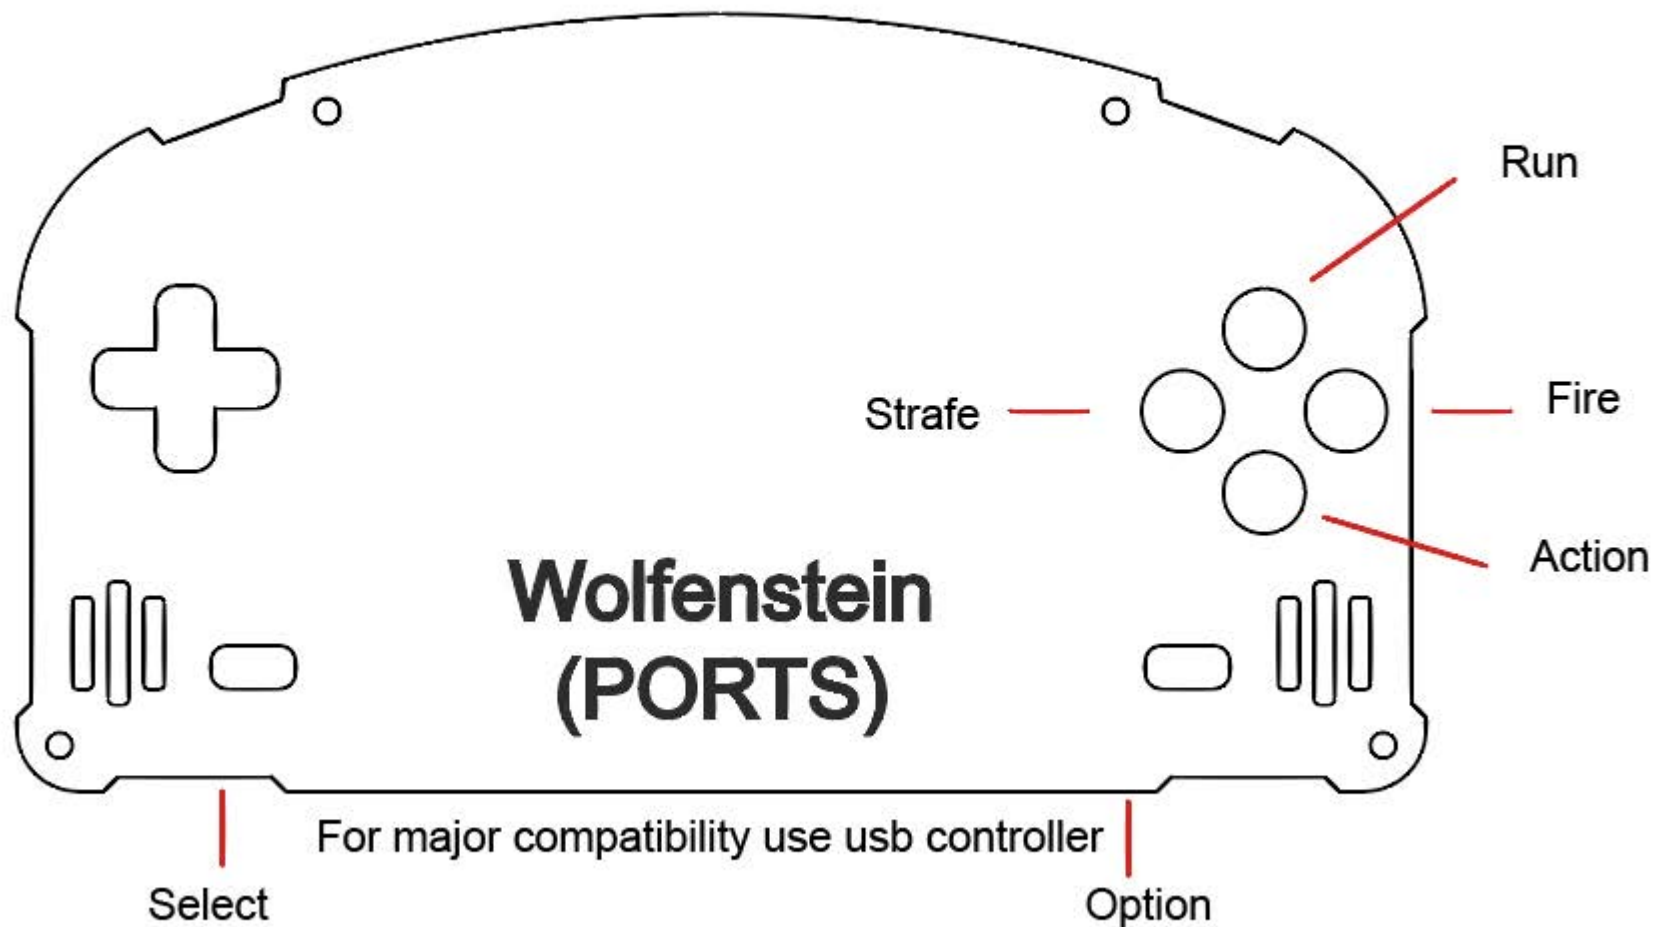 Run
Strafe
Fire
Action
Wolfenstein
(PORTS)
For major compatibility use usb controller
Select
Option